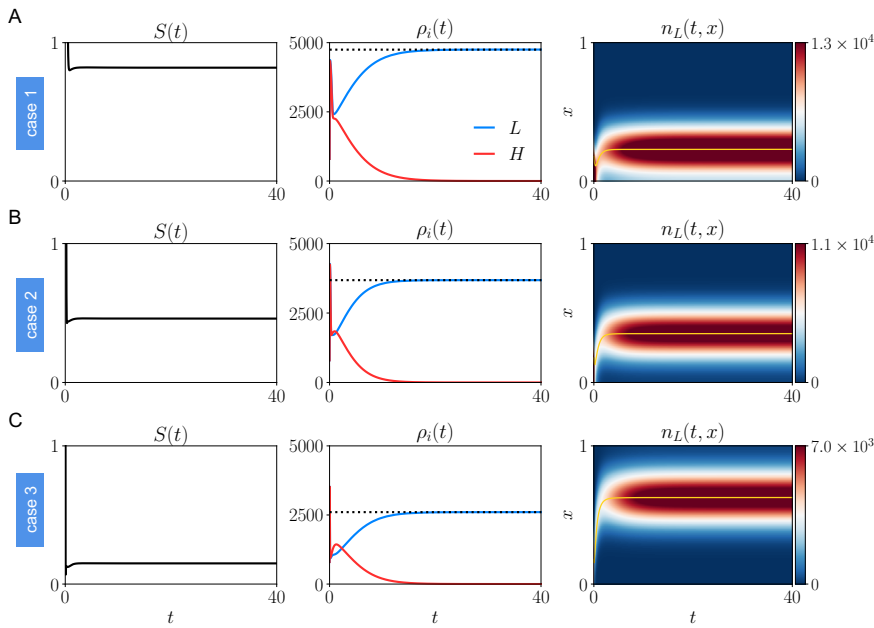 A
S(t)
ρ_i(t)
n_L(t, x)
case 1
1
0
0
40
5000
2500
0
0
40
L
H
x
1
0
0
40
1.3 × 10^4
0
B
S(t)
ρ_i(t)
n_L(t, x)
case 2
1
0
0
40
5000
2500
0
0
40
x
1
0
0
40
1.1 × 10^4
0
C
S(t)
ρ_i(t)
n_L(t, x)
case 3
1
0
0
40
t
5000
2500
0
0
40
t
x
1
0
0
40
t
7.0 × 10^3
0